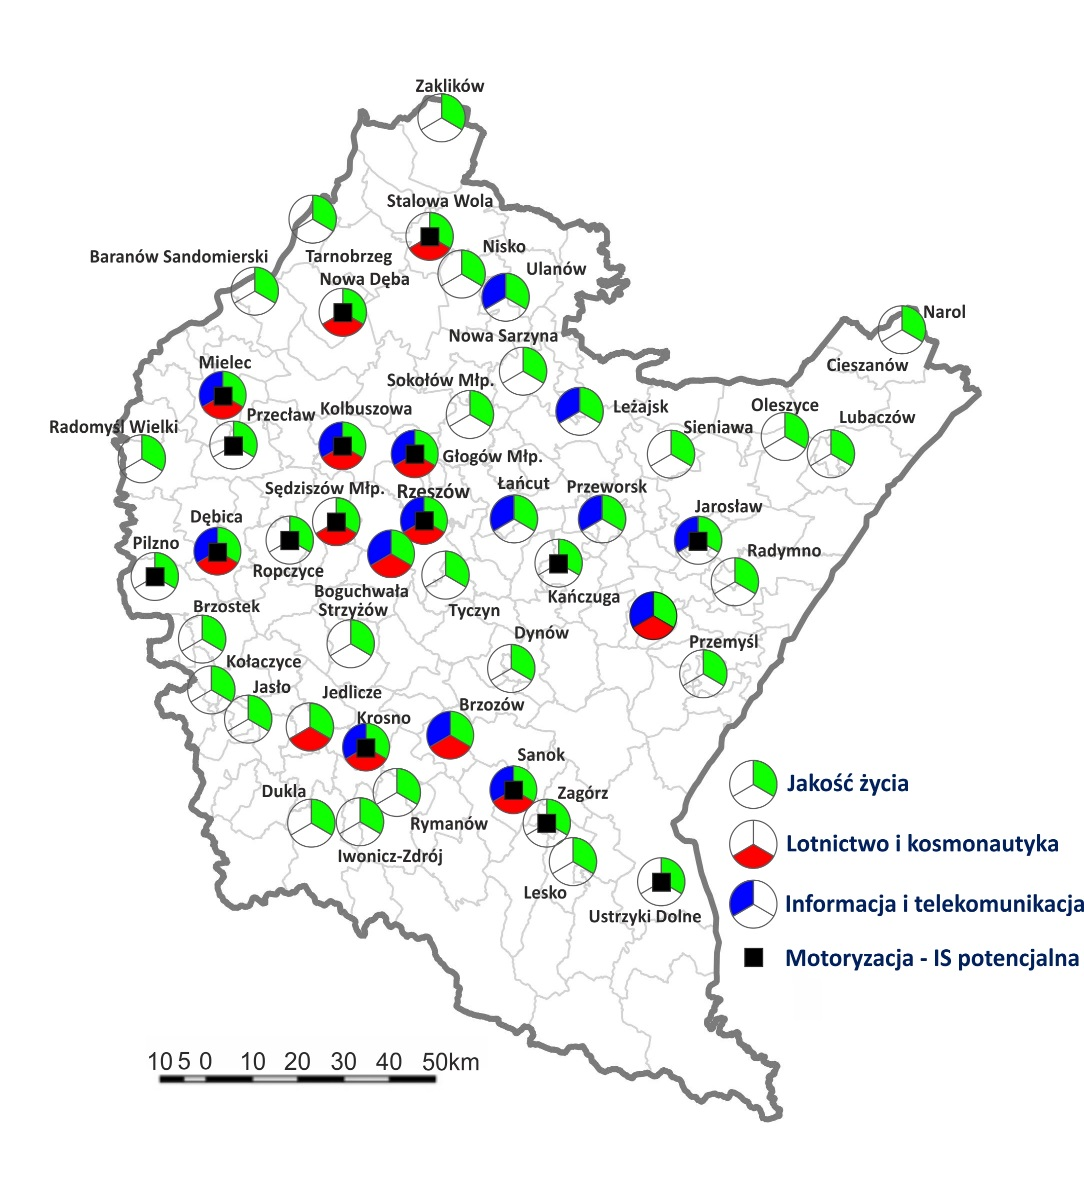 Zaklików
Stalowa Wola
Nisko
Baranów Sandomierski
Tarnobrzeg
Ulanów
Nowa Dęba
Narol
Nowa Sarzyna
Mielec
Cieszanów
Sokołów Młp.
Przecław
Kolbuszowa
Leżajsk
Oleszyce
Lubaczów
Radomyśl Wielki
Sieniawa
Głogów Młp.
Sędziszów Młp.
Rzeszów
Łańcut
Przeworsk
Jarosław
Dębica
Pilzno
Radymno
Ropczyce
Boguchwała
Kańczuga
Brzostek
Strzyżów
Tyczyn
Dynów
Przemyśl
Kołaczyce
Jasło
Jedlicze
Krosno
Brzozów
Sanok
Dukla
Zagórz
Rymanów
Iwonicz-Zdrój
Lesko
Ustrzyki Dolne
Jakość życia
Lotnictwo i kosmonautyka
Informacja i telekomunikacja
Motoryzacja - IS potencjalna
10 5 0 10 20 30 40 50km